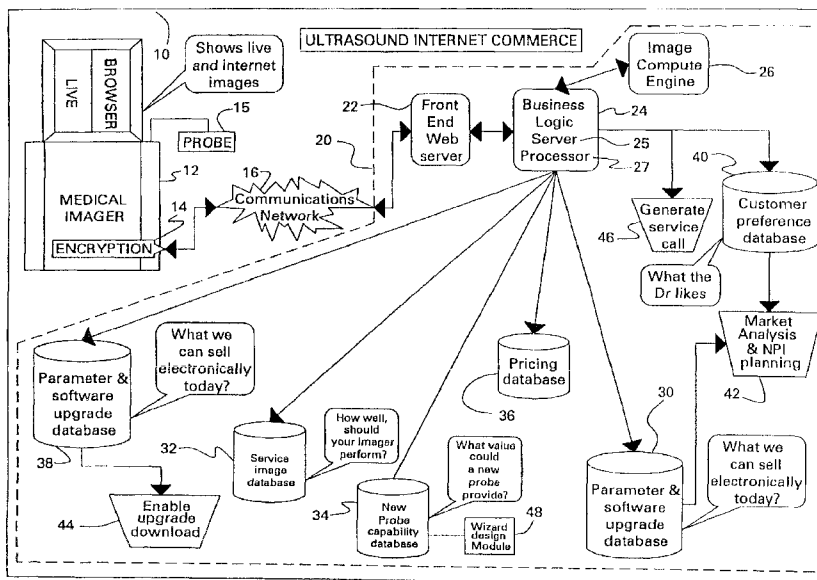 10
ULTRASOUND INTERNET COMMERCE
Shows live
and internet
images
LIVE
BROWSER
15
PROBE
12
MEDICAL
IMAGER
14
ENCRYPTION
16
Communications
Network
20
22
Front
End
Web
server
Business
Logic
Server
Processor
24
25
27
Image
Compute
Engine
26
40
Customer
preference
database
Generate
service
call
46
What the
Dr likes
Market
Analysis
& NPI
planning
42
What we
can sell
electronically
today?
Parameter &
software
upgrade
database
38
Enable
upgrade
download
44
32
Service
image
database
How well,
should
your imager
perform?
Pricing
database
36
What value
could
a new
probe
provide?
34
New
Probe
capability
database
Wizard
design
Module
48
30
Parameter &
software
upgrade
database
What we
can sell
electronically
today?